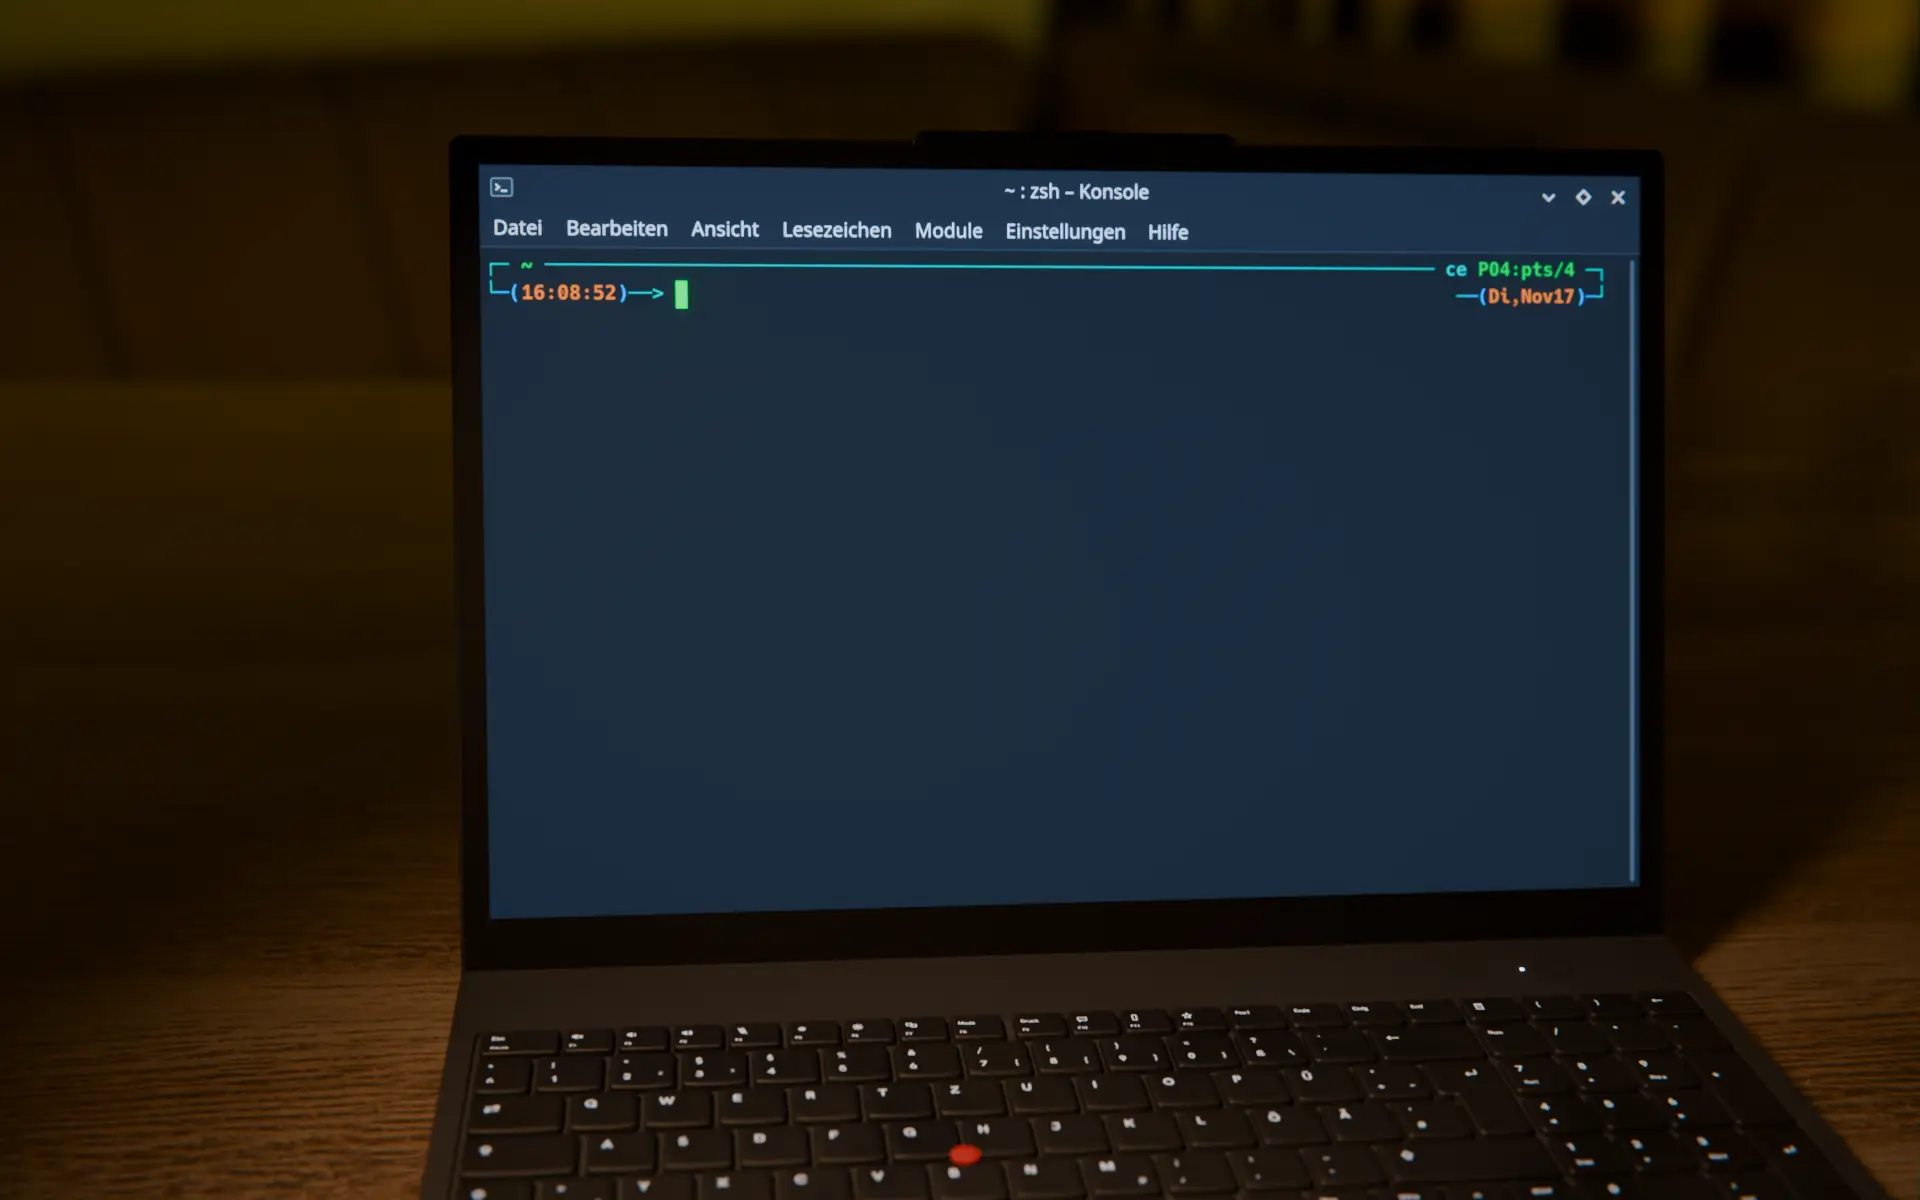 ~ : zsh – Konsole
Datei Bearbeiten Ansicht Lesezeichen Module Einstellungen Hilfe
~ ce P04:pts/4
(16:08:52)—> —(Di,Nov17)
Q W E R T Z U I O P Ü
A S D F G H J K L Ö Ä
Y X C V B N M